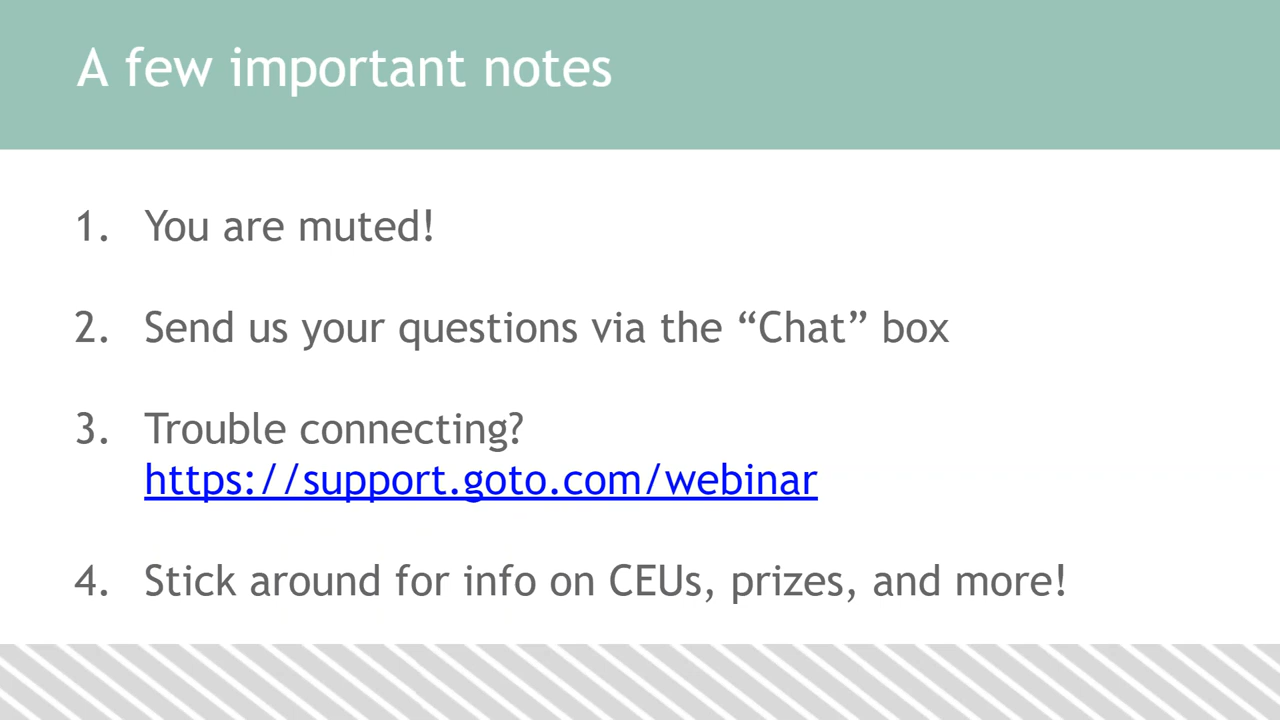 A few important notes
1. You are muted!
2. Send us your questions via the “Chat” box
3. Trouble connecting?
https://support.goto.com/webinar
4. Stick around for info on CEUs, prizes, and more!